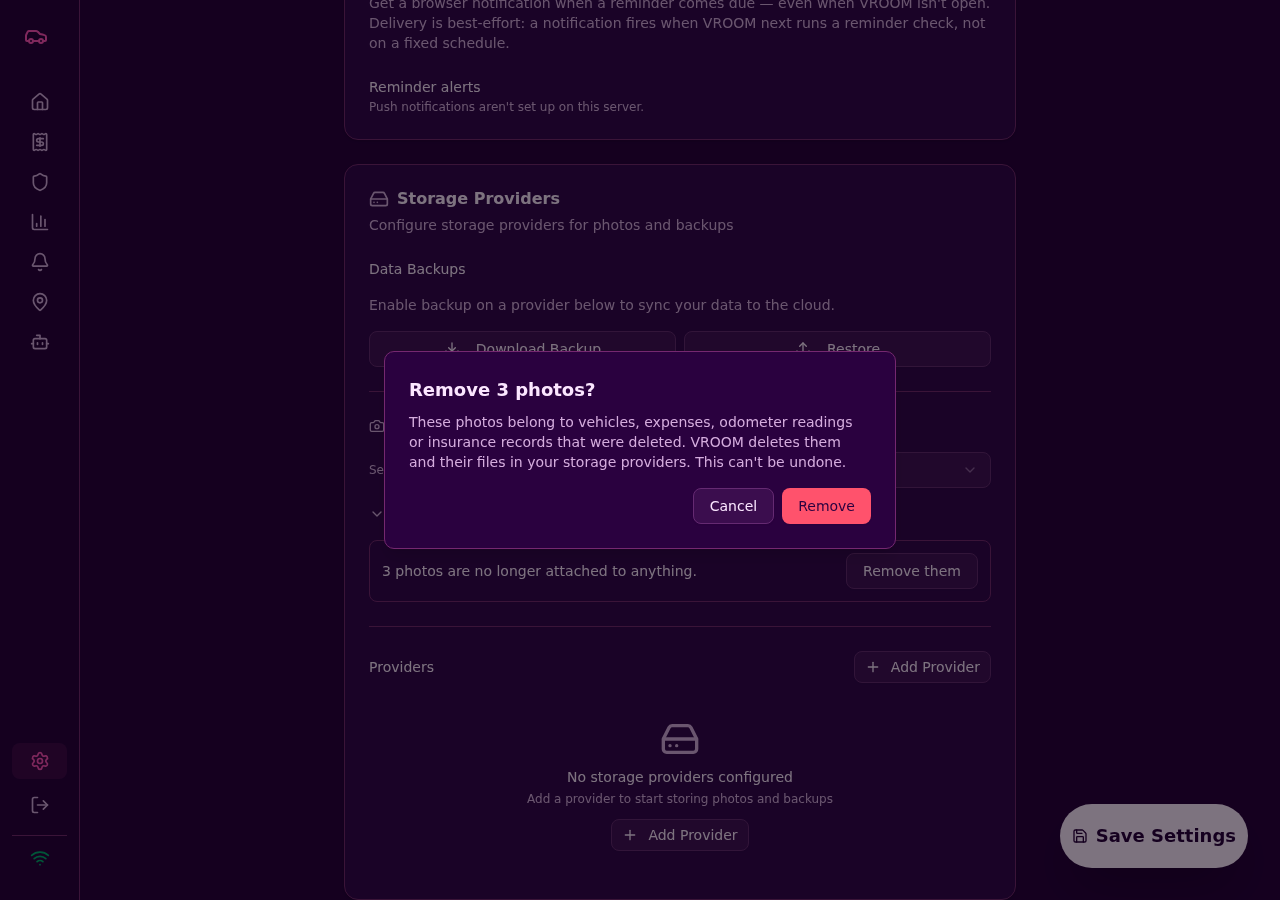 Get a browser notification when a reminder comes due — even when VROOM isn't open.
Delivery is best-effort: a notification fires when VROOM next runs a reminder check, not
on a fixed schedule.
Reminder alerts
Push notifications aren't set up on this server.
Storage Providers
Configure storage providers for photos and backups
Data Backups
Enable backup on a provider below to sync your data to the cloud.
Download Backup
Restore
Remove 3 photos?
These photos belong to vehicles, expenses, odometer readings
or insurance records that were deleted. VROOM deletes them
and their files in your storage providers. This can't be undone.
Cancel
Remove
3 photos are no longer attached to anything.
Remove them
Providers
Add Provider
No storage providers configured
Add a provider to start storing photos and backups
Add Provider
Save Settings